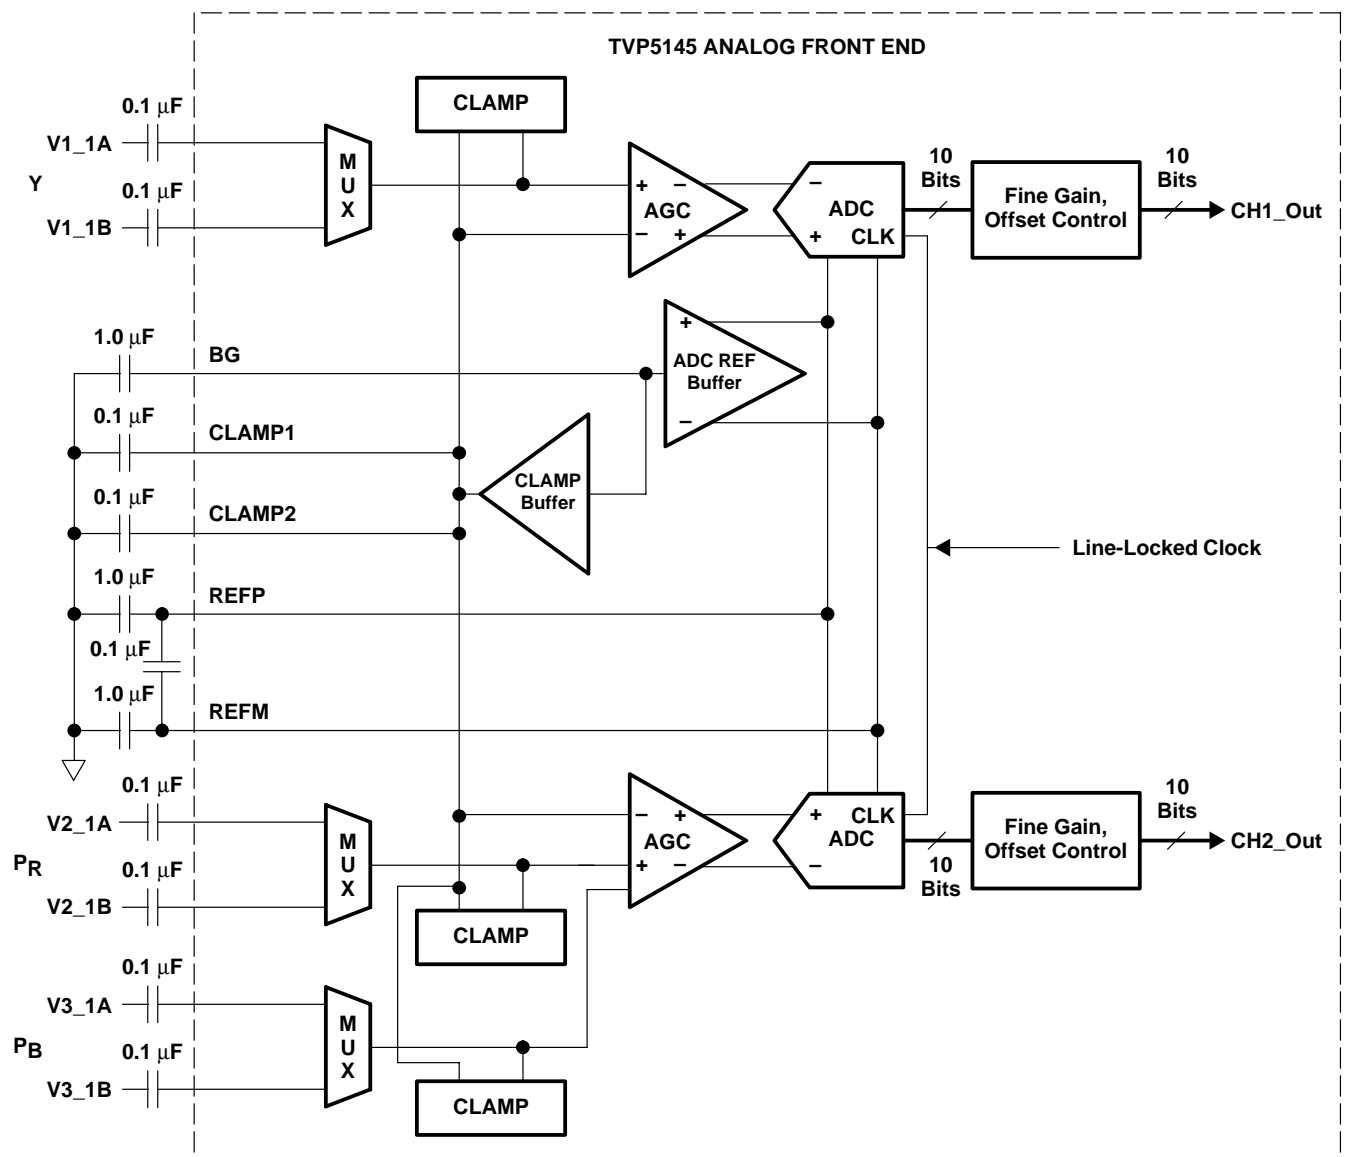 TVP5145 ANALOG FRONT END
0.1 μF
V1_1A
Y
0.1 μF
V1_1B
MUX
CLAMP
+ −
AGC
− +
−
ADC
+ CLK
10
Bits
Fine Gain,
Offset Control
10
Bits
CH1_Out
1.0 μF
BG
+
ADC REF
Buffer
−
0.1 μF
CLAMP1
CLAMP
Buffer
0.1 μF
CLAMP2
Line-Locked Clock
1.0 μF
REFP
0.1 μF
1.0 μF
REFM
0.1 μF
V2_1A
PR
0.1 μF
V2_1B
MUX
CLAMP
− +
AGC
+ −
+ CLK
ADC
−
10
Bits
Fine Gain,
Offset Control
10
Bits
CH2_Out
0.1 μF
V3_1A
PB
0.1 μF
V3_1B
MUX
CLAMP